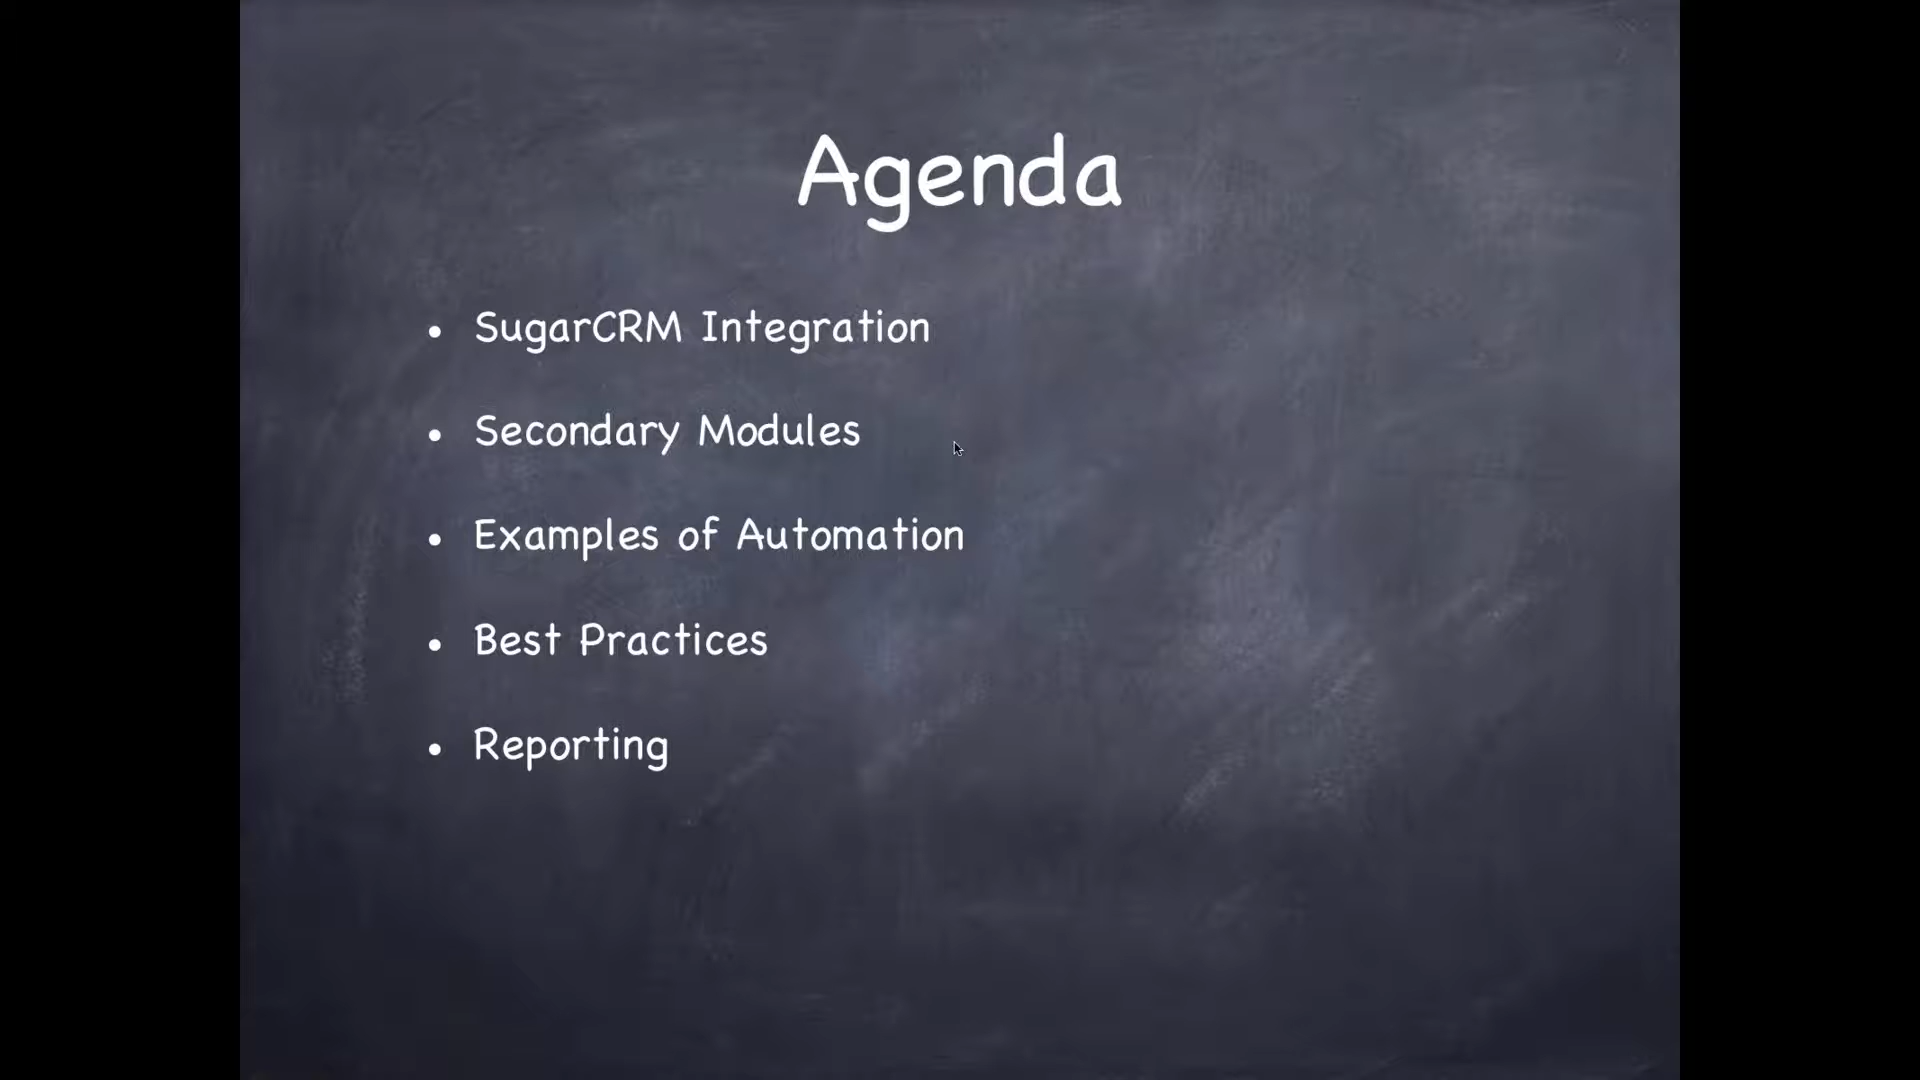 Agenda
• SugarCRM Integration
• Secondary Modules
• Examples of Automation
• Best Practices
• Reporting